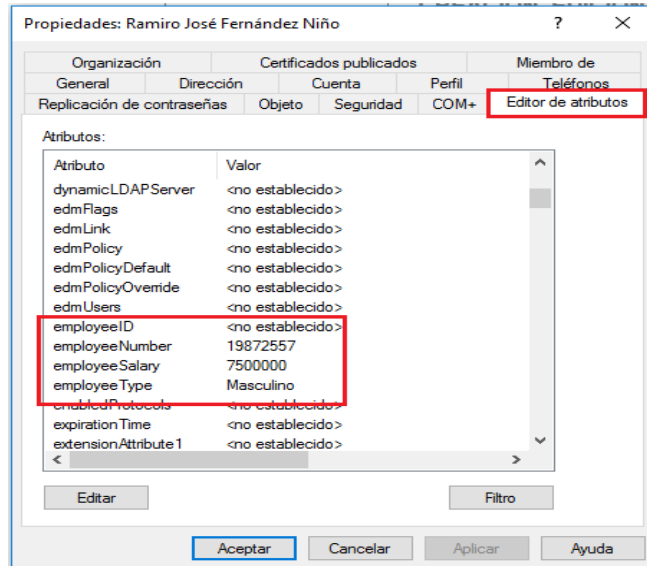 Propiedades: Ramiro José Fernández Niño ? ×
Organización Certificados publicados Miembro de
General Dirección Cuenta Perfil Teléfonos
Replicación de contraseñas Objeto Seguridad COM+ Editor de atributos
Atributos:
Atributo Valor
dynamicLDAPServer <no establecido>
edmFlags <no establecido>
edmLink <no establecido>
edmPolicy <no establecido>
edmPolicyDefault <no establecido>
edmPolicyOverride <no establecido>
edmUsers <no establecido>
employeeID <no establecido>
employeeNumber 19872557
employeeSalary 7500000
employeeType Masculino
enabledProtocols <no establecido>
expirationTime <no establecido>
extensionAttribute1 <no establecido>
Editar Filtro
Aceptar Cancelar Aplicar Ayuda